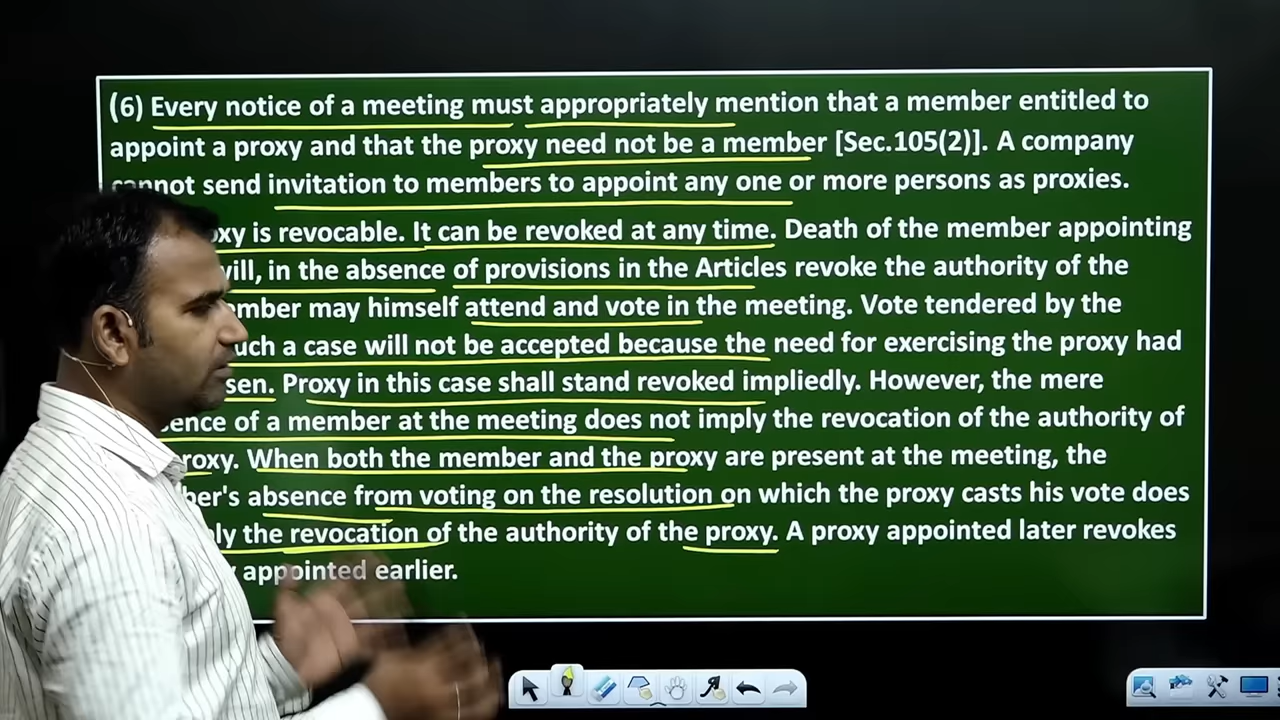 (6) Every notice of a meeting must appropriately mention that a member entitled to
appoint a proxy and that the proxy need not be a member [Sec.105(2)]. A company
cannot send invitation to members to appoint any one or more persons as proxies.
is revocable. It can be revoked at any time. Death of the member appointing
in the absence of provisions in the Articles revoke the authority of the
may himself attend and vote in the meeting. Vote tendered by the
a case will not be accepted because the need for exercising the proxy had
Proxy in this case shall stand revoked impliedly. However, the mere
of a member at the meeting does not imply the revocation of the authority of
proxy. When both the member and the proxy are present at the meeting, the
absence from voting on the resolution on which the proxy casts his vote does
the revocation of the authority of the proxy. A proxy appointed later revokes
appointed earlier.